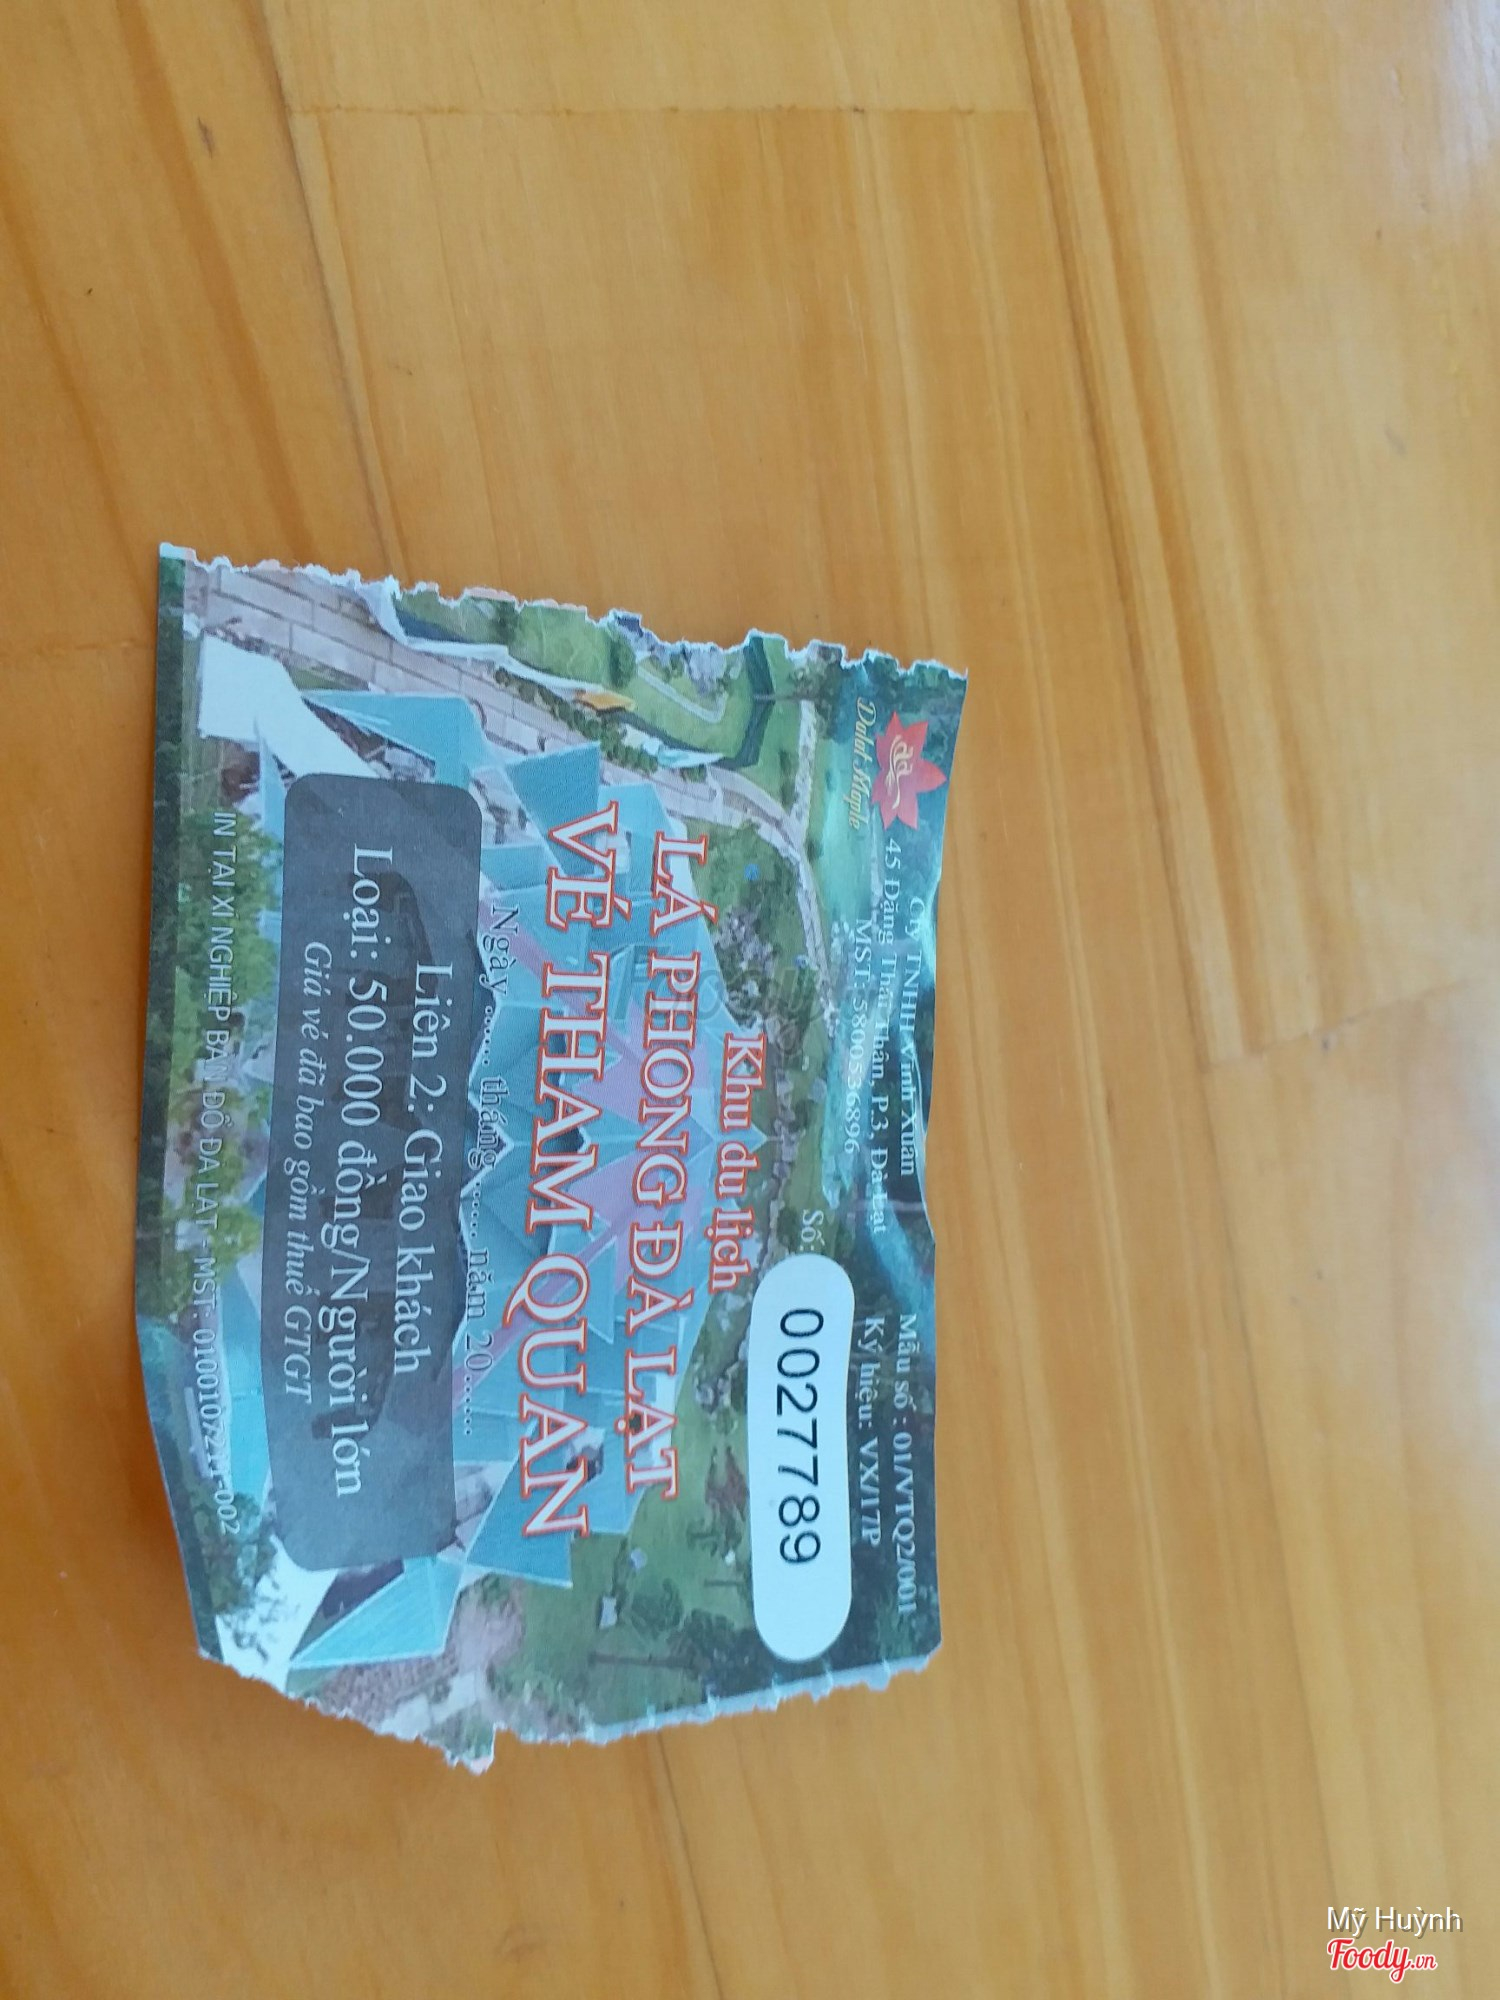 Cty TNHH Vĩnh Xuân
45 Đặng Thái Thân, P.3, Đà Lạt
MST: 5800536896
Mẫu số : 01/VTQ2/001
Ký hiệu: VX/17P
Dalat Maple
Số: 0027789
Khu du lịch
LÁ PHONG ĐÀ LẠT
VÉ THAM QUAN
Ngày ...... tháng ...... năm 20......
Liên 2: Giao khách
Loại: 50.000 đồng/Người lớn
Giá vé đã bao gồm thuế GTGT
IN TẠI XÍ NGHIỆP BẢN ĐỒ ĐÀ LẠT - MST:
Mỹ Huỳnh
Foody.vn